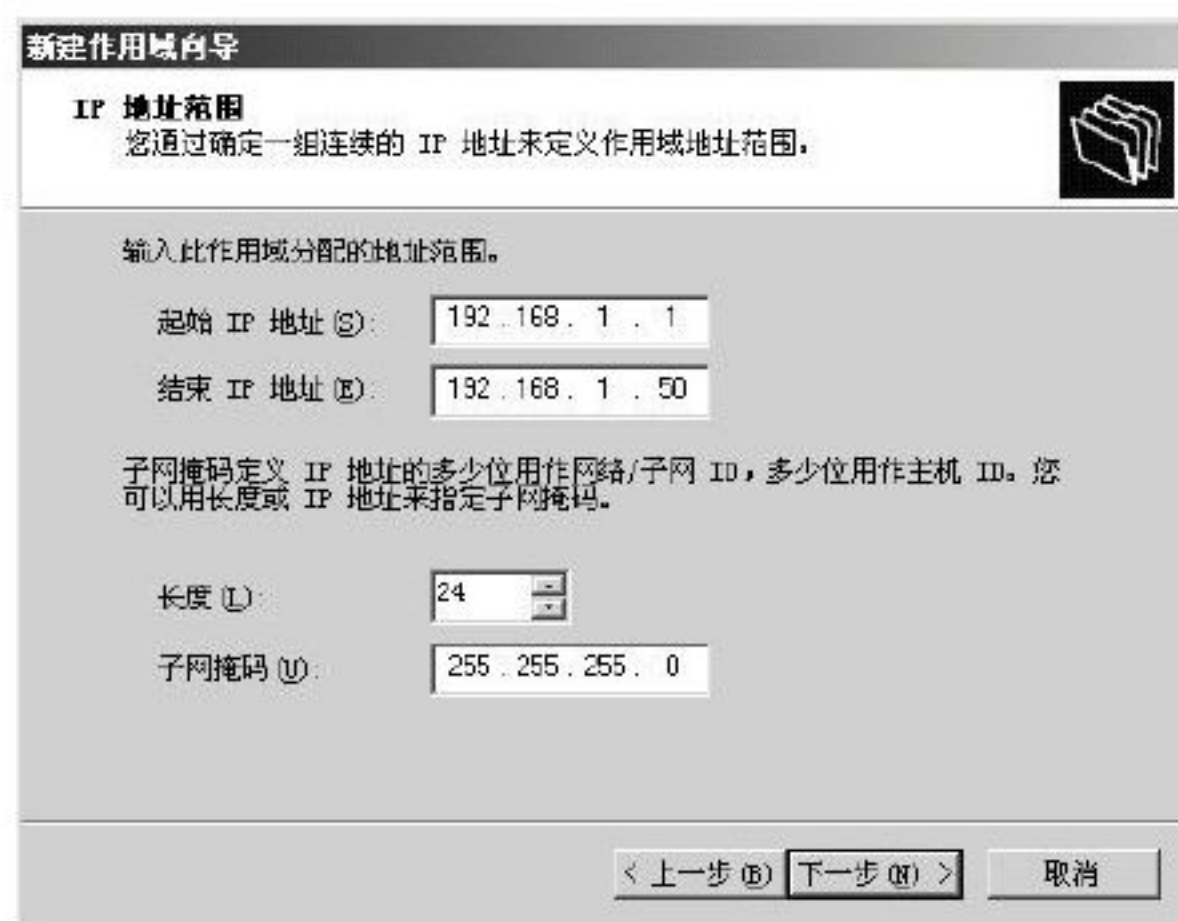 新建作用域向导
IP 地址范围
您通过确定一组连续的 IP 地址来定义作用域地址范围。
输入此作用域分配的地址范围。
起始 IP 地址(S):
192.168. 1 . 1
结束 IP 地址(E):
192.168. 1 . 50
子网掩码定义 IP 地址的多少位用作网络/子网 ID，多少位用作主机 ID。您
可以用长度或 IP 地址来指定子网掩码。
长度(L):
24
子网掩码(U):
255.255.255. 0
< 上一步(B)
下一步(N) >
取消